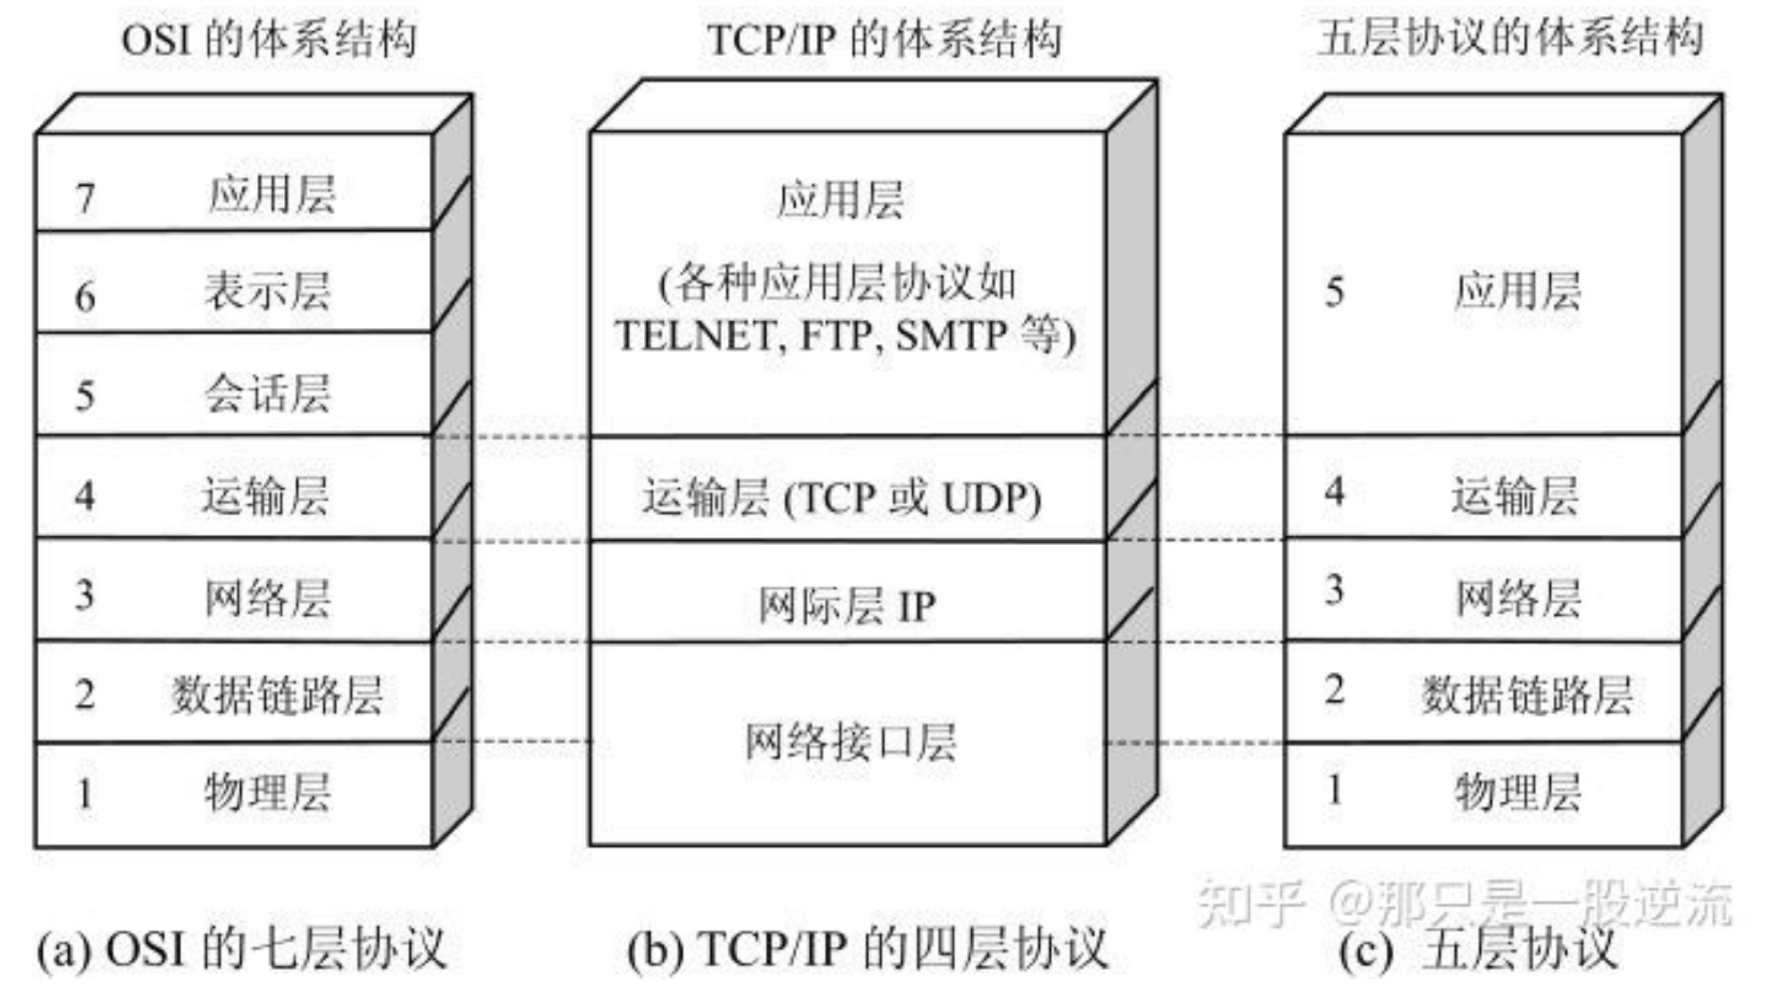 OSI 的体系结构
7 应用层
6 表示层
5 会话层
4 运输层
3 网络层
2 数据链路层
1 物理层
(a) OSI 的七层协议
TCP/IP 的体系结构
应用层
(各种应用层协议如
TELNET, FTP, SMTP 等)
运输层 (TCP 或 UDP)
网际层 IP
网络接口层
(b) TCP/IP 的四层协议
五层协议的体系结构
5 应用层
4 运输层
3 网络层
2 数据链路层
1 物理层
(c) 五层协议
知乎 @那只是一股逆流